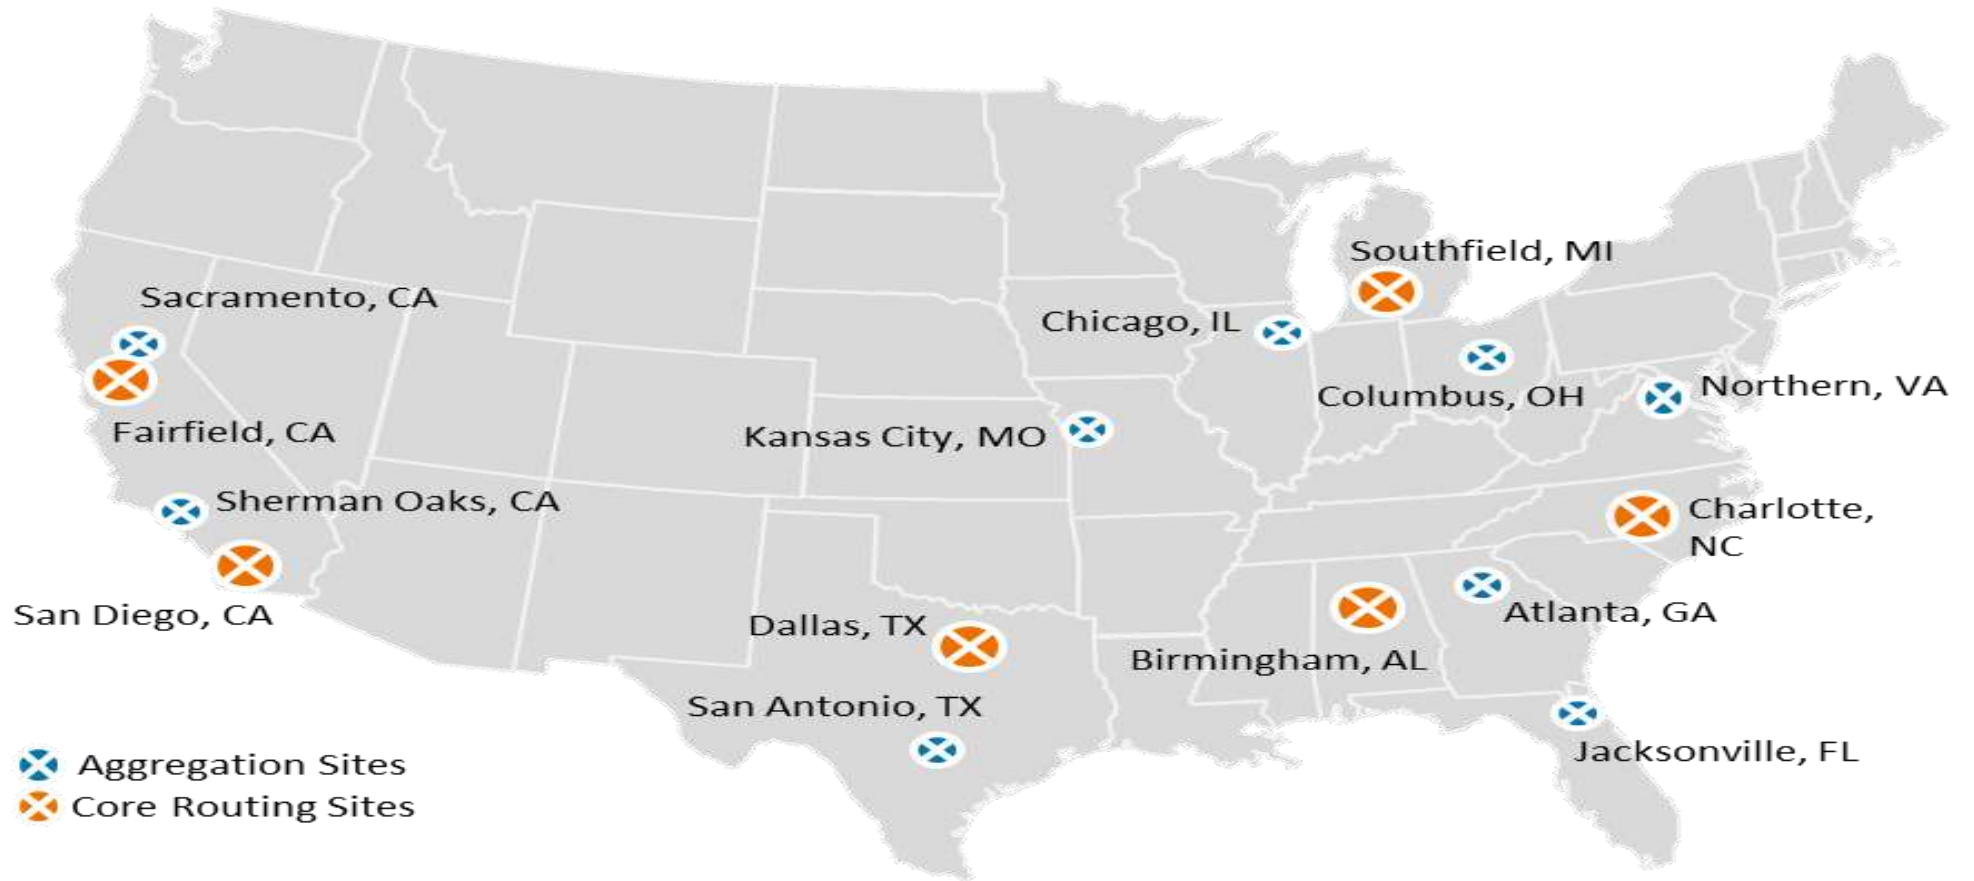 Southfield, MI
Sacramento, CA
Chicago, IL
Northern, VA
Columbus, OH
Fairfield, CA
Kansas City, MO
Sherman Oaks, CA
Charlotte,
NC
San Diego, CA
Dallas, TX
Atlanta, GA
Birmingham, AL
San Antonio, TX
Jacksonville, FL
Aggregation Sites
Core Routing Sites